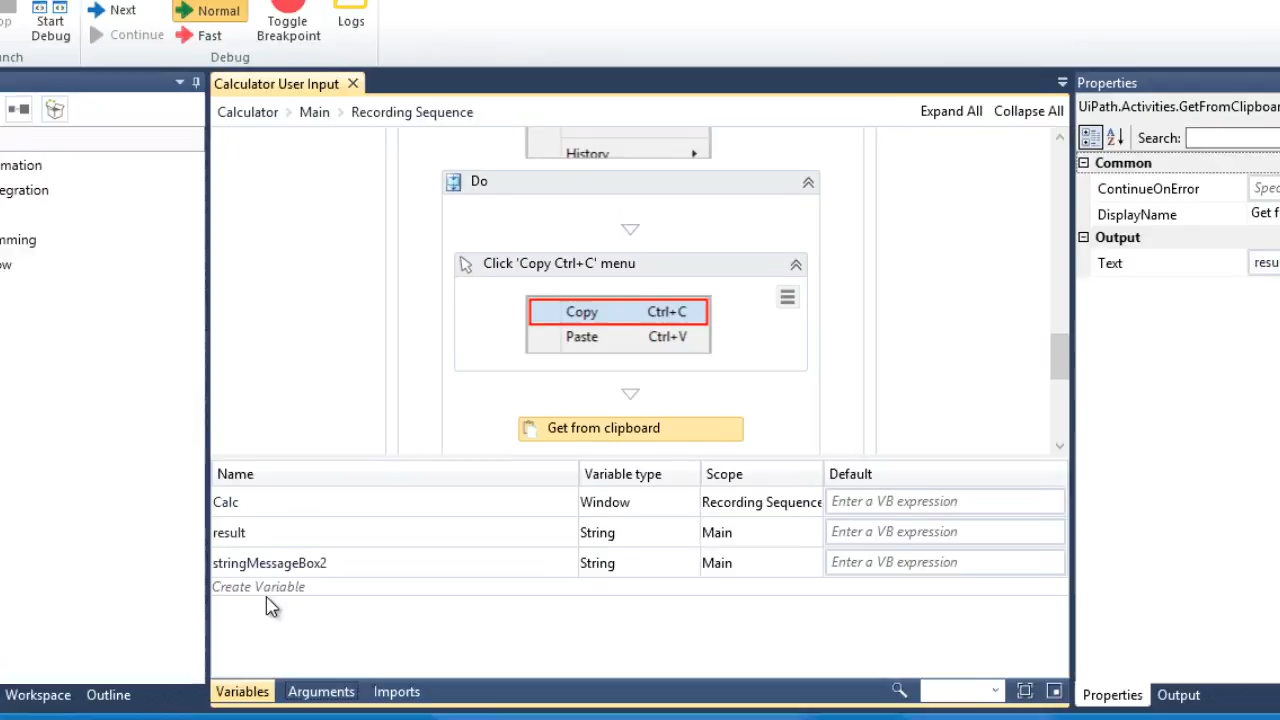 Next
Normal
Start
Debug
Continue
Fast
Toggle
Breakpoint
Logs
Debug
Calculator User Input
Properties
Calculator
Main
Recording Sequence
Expand All
Collapse All
Search:
History
Do
Click 'Copy Ctrl+C' menu
Copy Ctrl+C
Paste Ctrl+V
Get from clipboard
Common
ContinueOnError
DisplayName
Output
Text
Name Variable type Scope Default
Calc Window Recording Sequence Enter a VB expression
result String Main Enter a VB expression
stringMessageBox2 String Main Enter a VB expression
Create Variable
Workspace Outline
Variables Arguments Imports
Properties Output